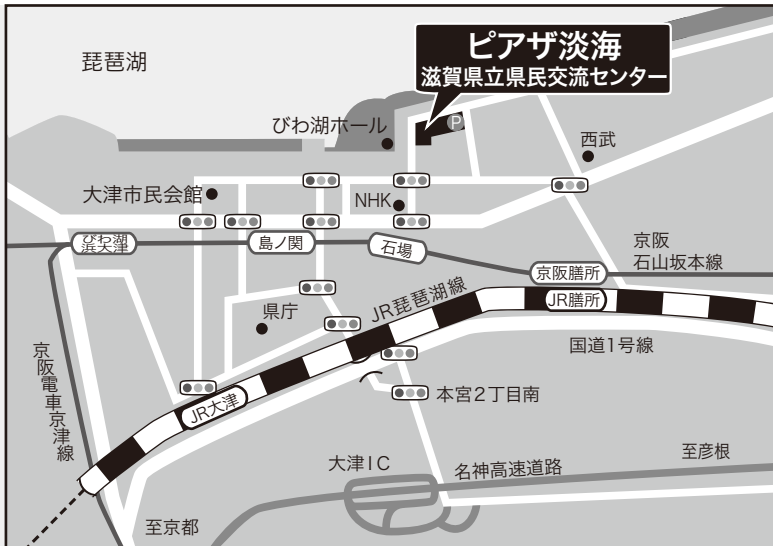 琵琶湖
ピアザ淡海
滋賀県立県民交流センター
びわ湖ホール
P
西武
大津市民会館
NHK
びわ湖
浜大津
島ノ関
石場
京阪
石山坂本線
京阪膳所
JR膳所
JR琵琶湖線
県庁
国道1号線
京阪電車京津線
JR大津
本宮2丁目南
大津IC
名神高速道路
至彦根
至京都